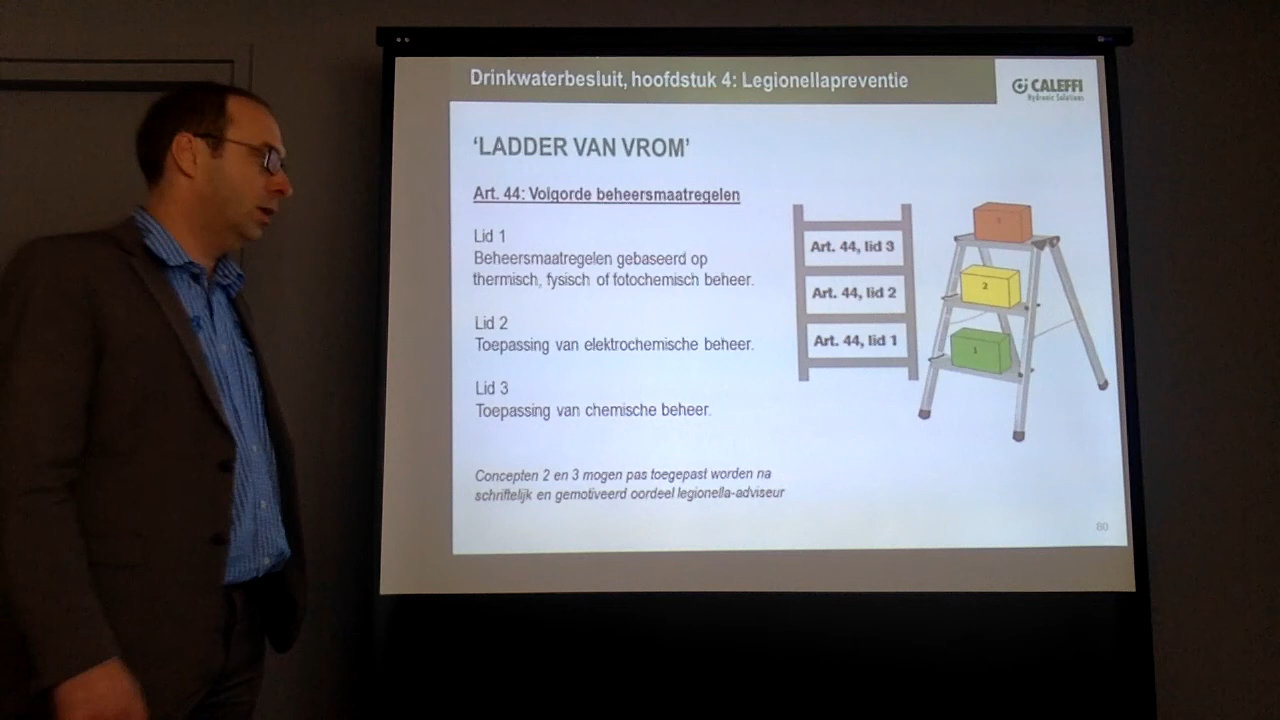 Drinkwaterbesluit, hoofdstuk 4: Legionellapreventie
CALEFFI
Hydronic Solutions
‘LADDER VAN VROM’
Art. 44: Volgorde beheersmaatregelen
Lid 1
Beheersmaatregelen gebaseerd op
thermisch, fysisch of fotochemisch beheer.
Lid 2
Toepassing van elektrochemische beheer.
Lid 3
Toepassing van chemische beheer.
Concepten 2 en 3 mogen pas toegepast worden na
schriftelijk en gemotiveerd oordeel legionella-adviseur
Art. 44, lid 3
Art. 44, lid 2
Art. 44, lid 1
3
2
1
80